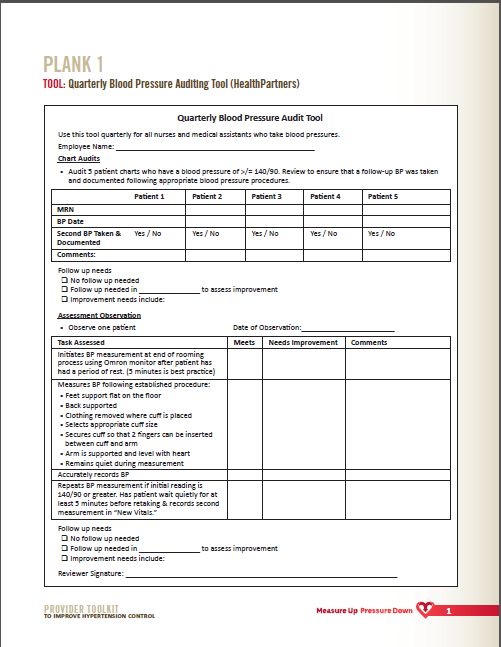 PLANK 1
TOOL: Quarterly Blood Pressure Auditing Tool (HealthPartners)
Quarterly Blood Pressure Audit Tool
Use this tool quarterly for all nurses and medical assistants who take blood pressures.
Employee Name:
Chart Audits
• Audit 5 patient charts who have a blood pressure of >/= 140/90. Review to ensure that a follow-up BP was taken
and documented following appropriate blood pressure procedures.
Patient 1 Patient 2 Patient 3 Patient 4 Patient 5
MRN
BP Date
Second BP Taken & Yes / No Yes / No Yes / No Yes / No Yes / No
Documented
Comments:
Follow up needs
❑ No follow up needed
❑ Follow up needed in ______________ to assess improvement
❑ Improvement needs include:
Assessment Observation
• Observe one patient Date of Observation:
Task Assessed Meets Needs Improvement Comments
Initiates BP measurement at end of rooming
process using Omron monitor after patient has
had a period of rest. (5 minutes is best practice)
Measures BP following established procedure:
• Feet support flat on the floor
• Back supported
• Clothing removed where cuff is placed
• Selects appropriate cuff size
• Secures cuff so that 2 fingers can be inserted
between cuff and arm
• Arm is supported and level with heart
• Remains quiet during measurement
Accurately records BP
Repeats BP measurement if initial reading is
140/90 or greater. Has patient wait quietly for at
least 5 minutes before retaking & records second
measurement in "New Vitals."
Follow up needs
❑ No follow up needed
❑ Follow up needed in ______________ to assess improvement
❑ Improvement needs include:
Reviewer Signature:
PROVIDER TOOLKIT
TO IMPROVE HYPERTENSION CONTROL
Measure Up Pressure Down
1